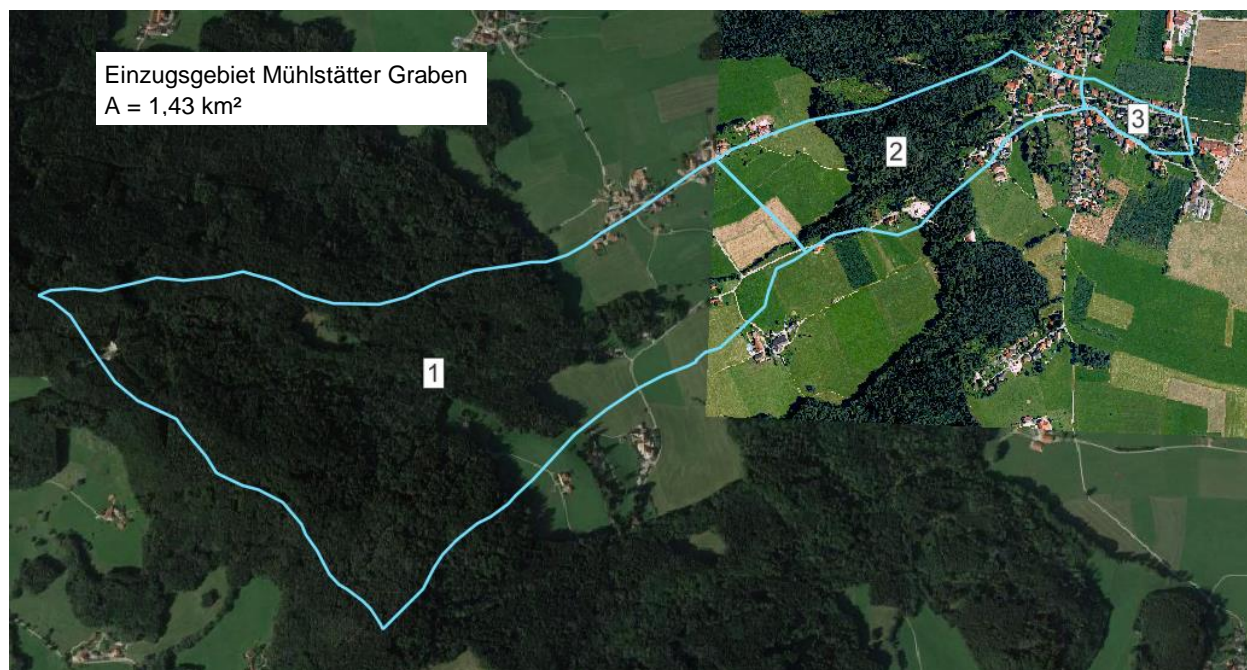 Einzugsgebiet Mühlstätter Graben
A = 1,43 km²
3
2
1